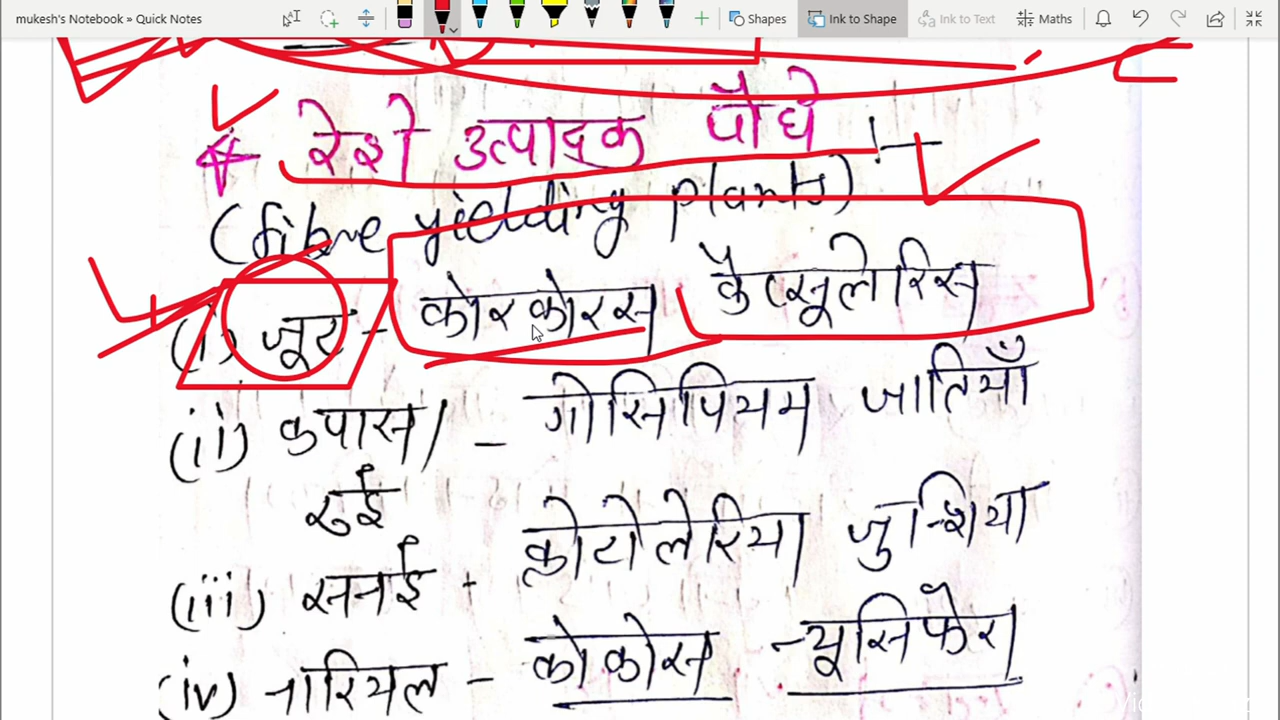 mukesh's Notebook » Quick Notes
Shapes Ink to Shape Ink to Text Maths
रेशे उत्पादक पौधे :-
(fibre yielding plants)
(i) जूट - कोरकोरस कैप्सूलेरिस
(ii) कपास/ - गोसिपियम जातियाँ
रुई
(iii) सनई - क्रोटोलेरिया जुन्शिया
(iv) नारियल - कोकोस न्यूसिफेरा